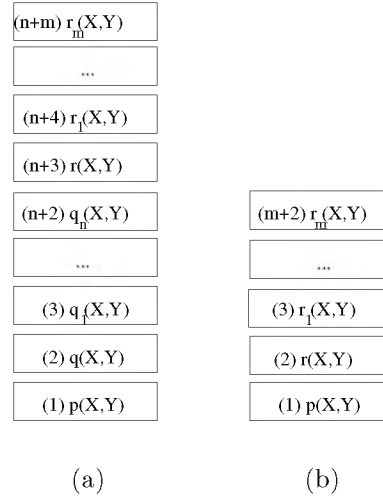 (n+m) r_m(X,Y)
...
(n+4) r_1(X,Y)
(n+3) r(X,Y)
(n+2) q_n(X,Y)
...
(3) q_1(X,Y)
(2) q(X,Y)
(1) p(X,Y)
(a)
(m+2) r_m(X,Y)
...
(3) r_1(X,Y)
(2) r(X,Y)
(1) p(X,Y)
(b)